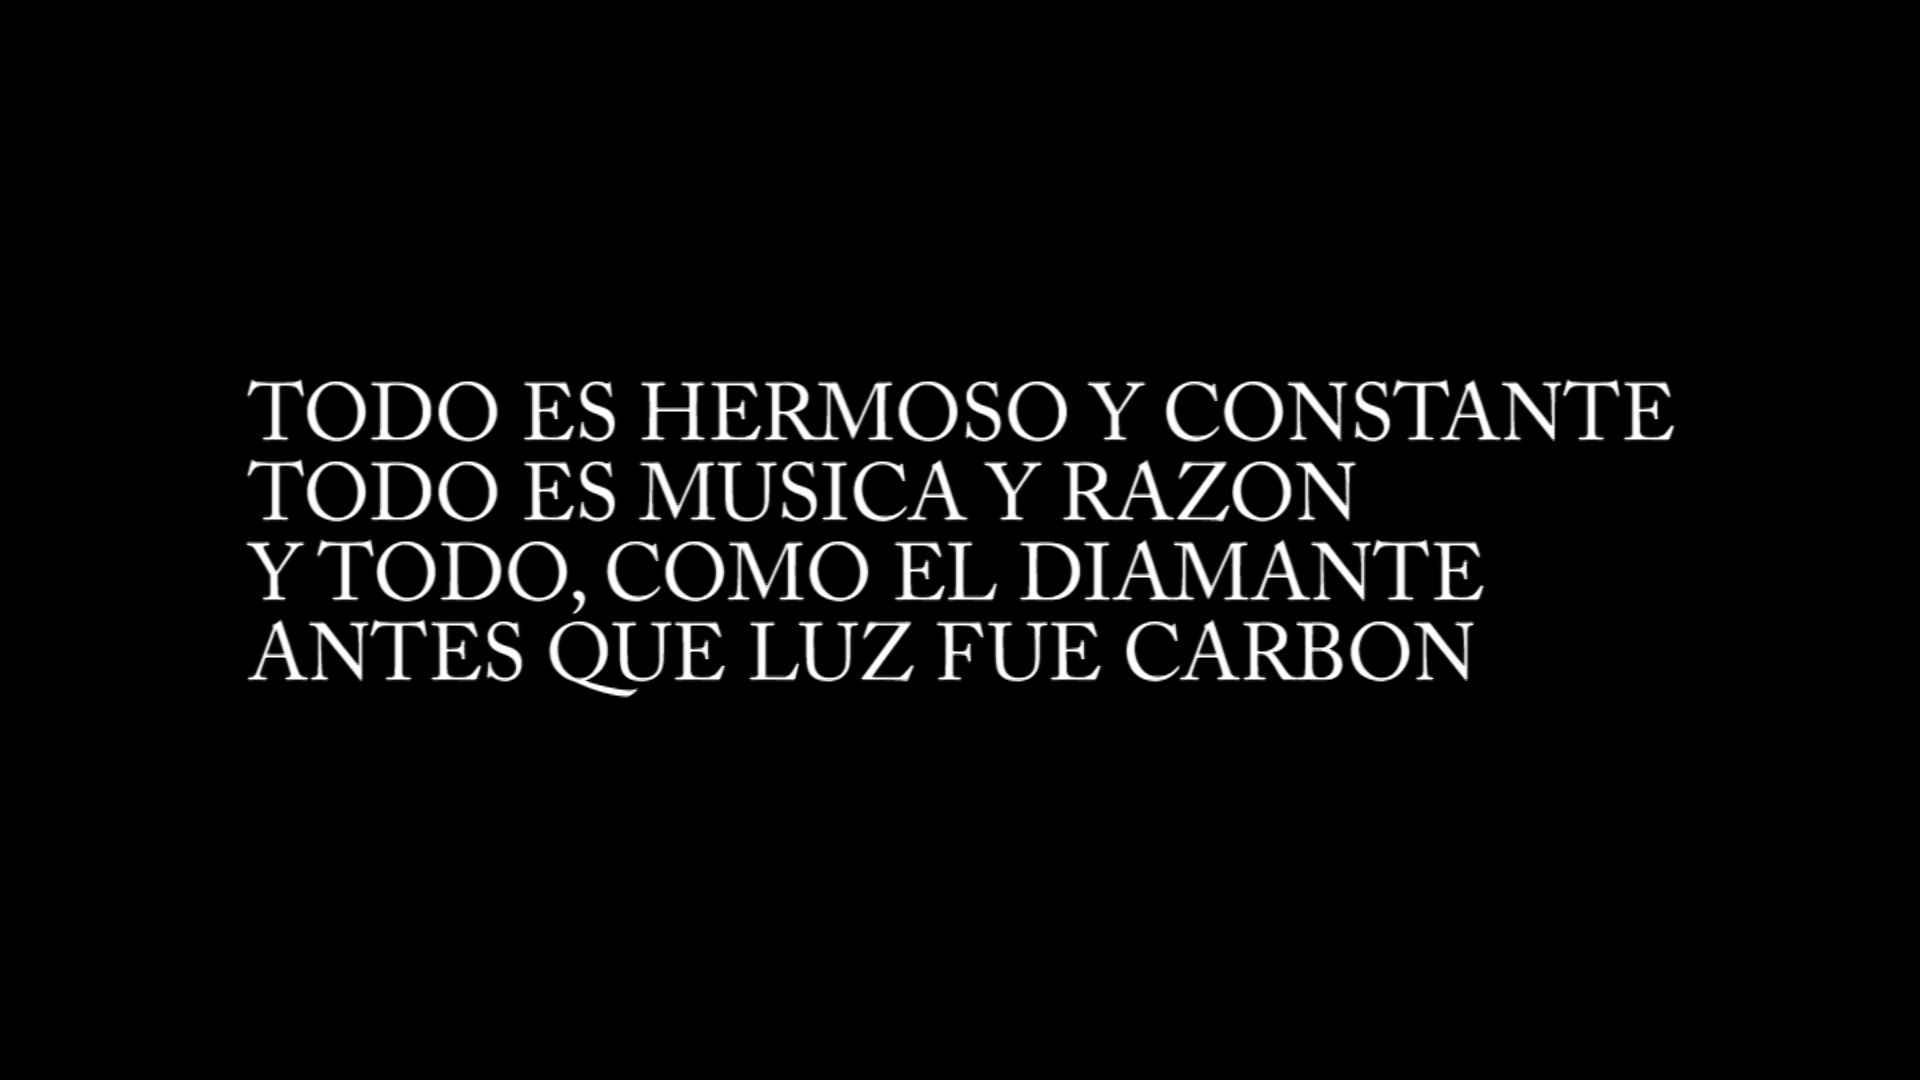 TODO ES HERMOSO Y CONSTANTE
TODO ES MUSICA Y RAZON
Y TODO, COMO EL DIAMANTE
ANTES QUE LUZ FUE CARBON